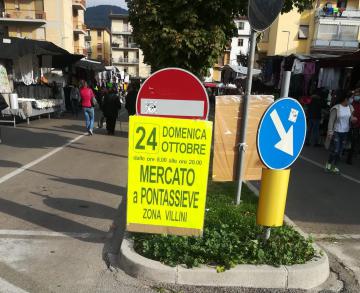 24 DOMENICA
OTTOBRE
dalle ore 8.00 alle ore 20.00
MERCATO
a PONTASSIEVE
ZONA VILLINI